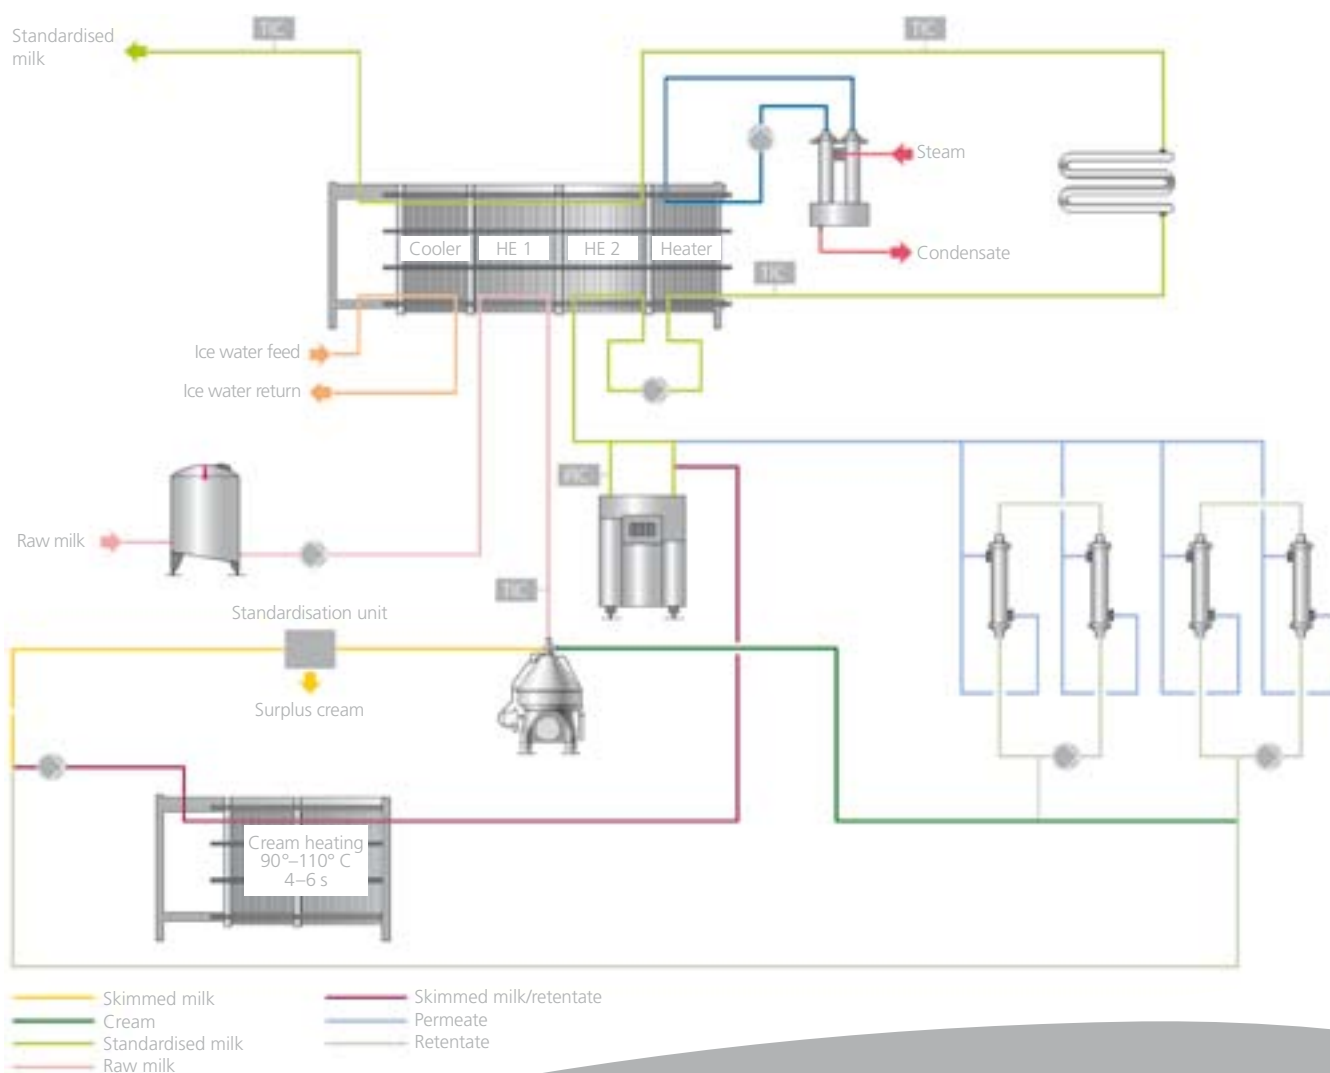 TIC
TIC
Standardised
milk
Steam
Cooler
HE 1
HE 2
Heater
Condensate
TIC
Ice water feed
Ice water return
Raw milk
TIC
Standardisation unit
Surplus cream
Cream heating
90°–110° C
4–6 s
Skimmed milk
Cream
Standardised milk
Raw milk
Skimmed milk/retentate
Permeate
Retentate